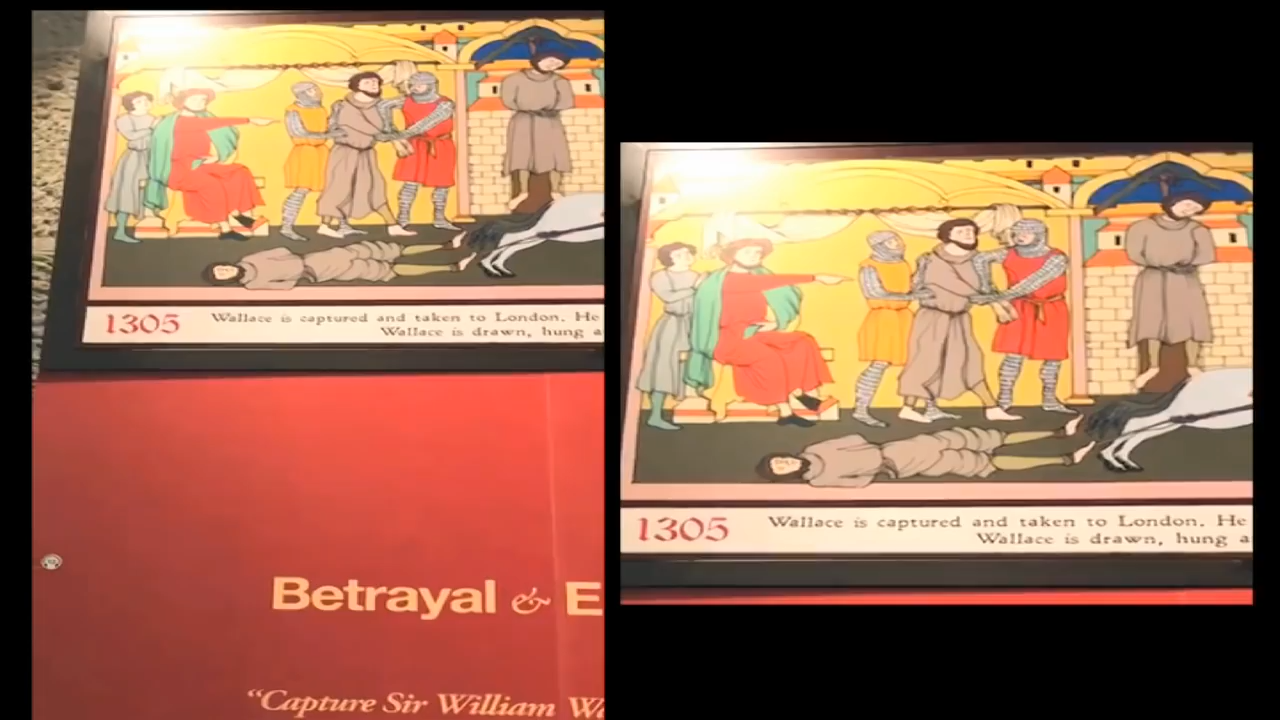 1305 Wallace is captured and taken to London. He
Wallace is drawn, hung a
Betrayal & E
"Capture Sir William Wa
1305 Wallace is captured and taken to London. He
Wallace is drawn, hung a